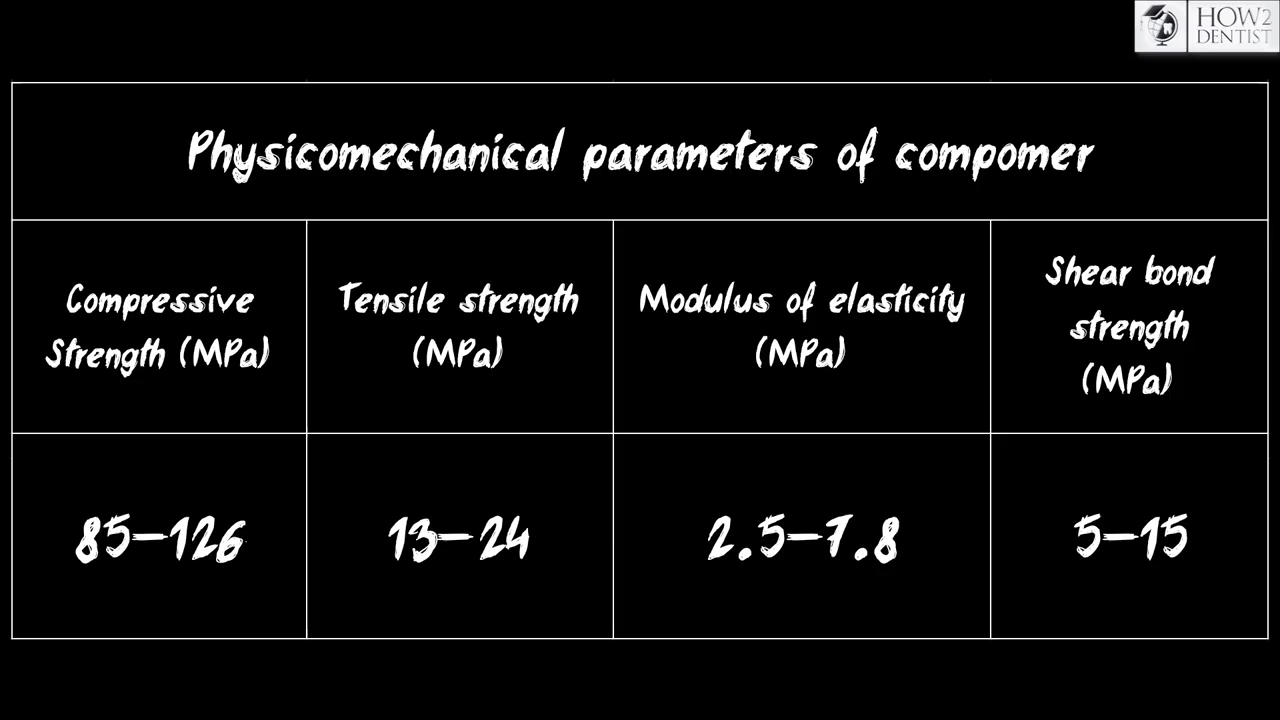 HOW2
DENTIST
Physicomechanical parameters of compomer
Compressive
Strength (MPa)
Tensile strength
(MPa)
Modulus of elasticity
(MPa)
Shear bond
strength
(MPa)
85–126
13–24
2.5–7.8
5–15